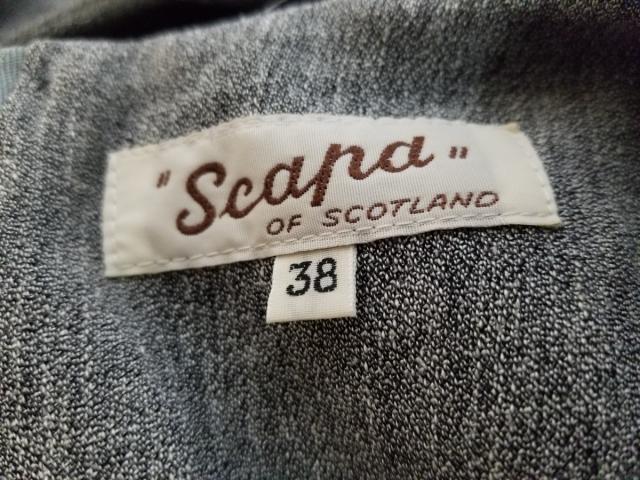 "Scapa"
OF SCOTLAND
38